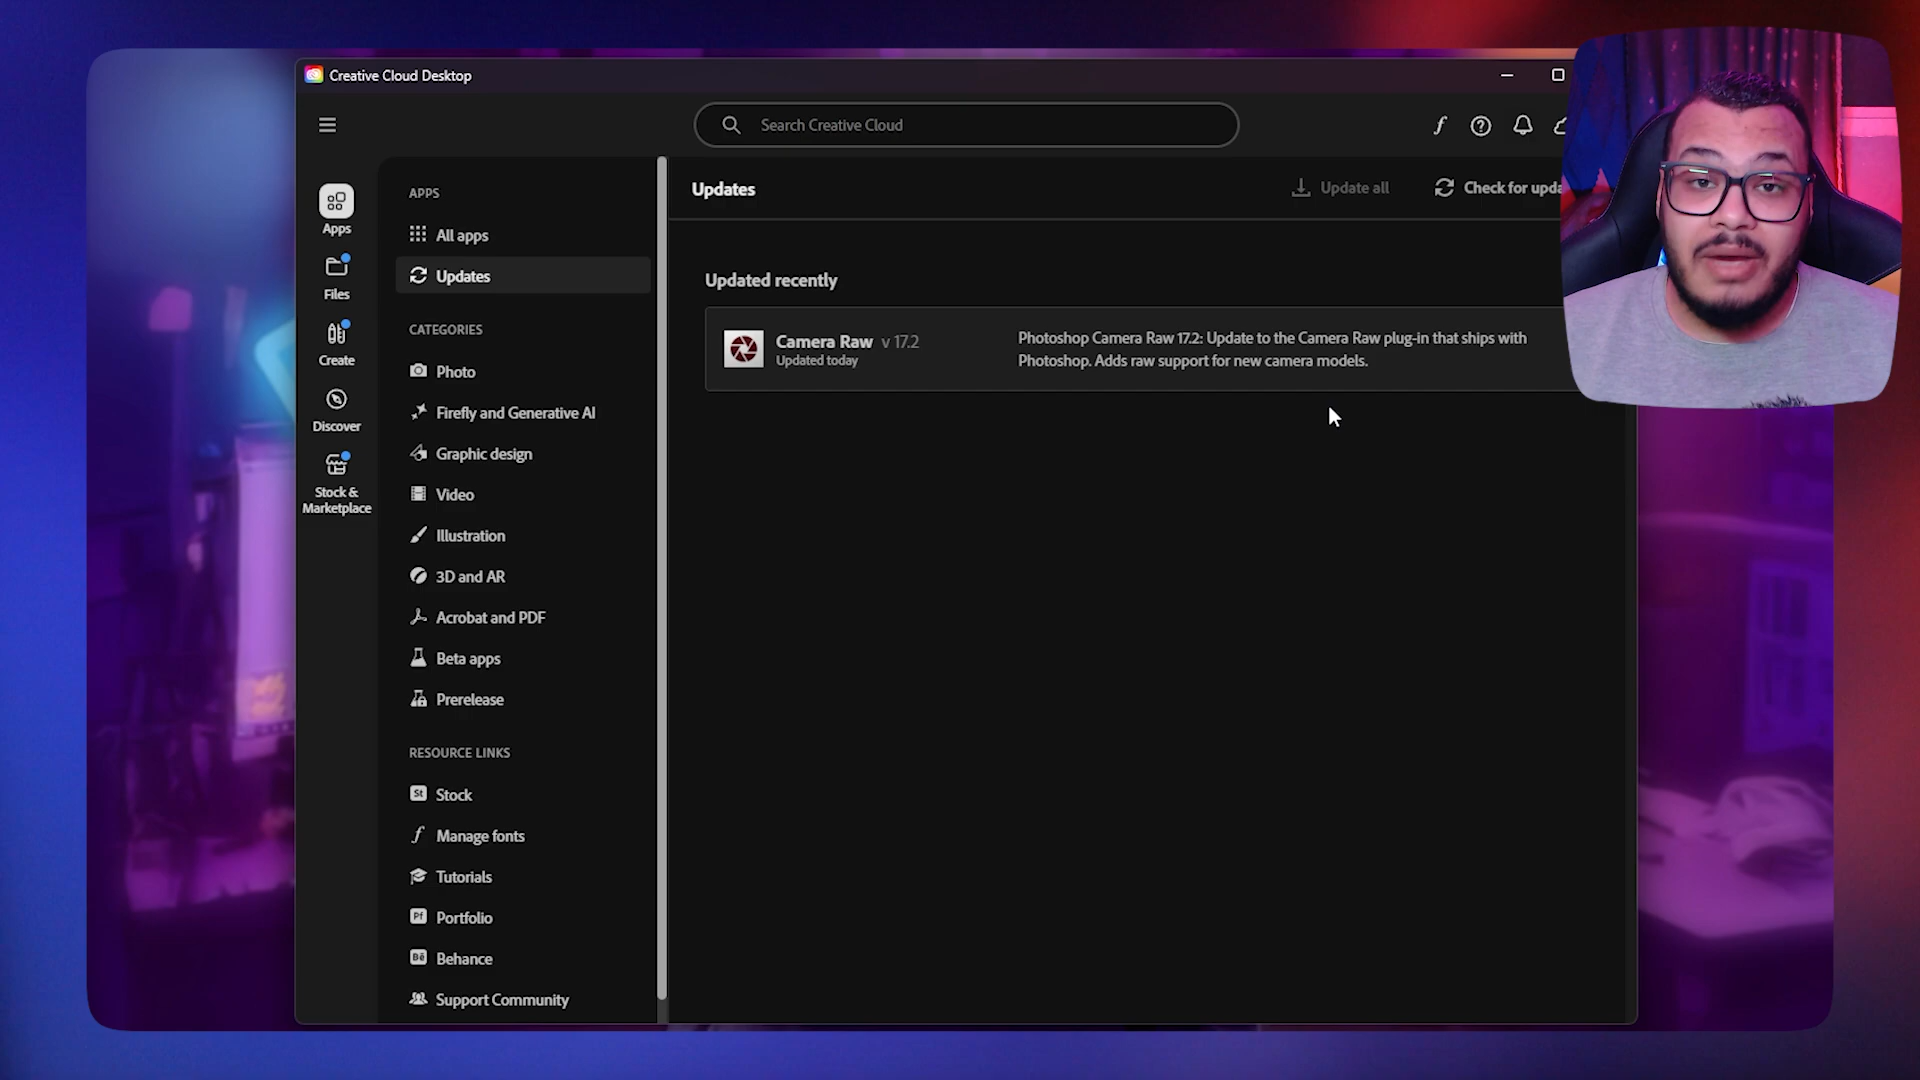 Creative Cloud Desktop
Search Creative Cloud
Apps
Files
Create
Discover
Stock &
Marketplace
APPS
All apps
Updates
CATEGORIES
Photo
Firefly and Generative AI
Graphic design
Video
Illustration
3D and AR
Acrobat and PDF
Beta apps
Prerelease
RESOURCE LINKS
St Stock
Manage fonts
Tutorials
Pf Portfolio
Bē Behance
Support Community
Updates
Update all
Check for upda
Updated recently
Camera Raw v 17.2
Updated today
Photoshop Camera Raw 17.2: Update to the Camera Raw plug-in that ships with
Photoshop. Adds raw support for new camera models.